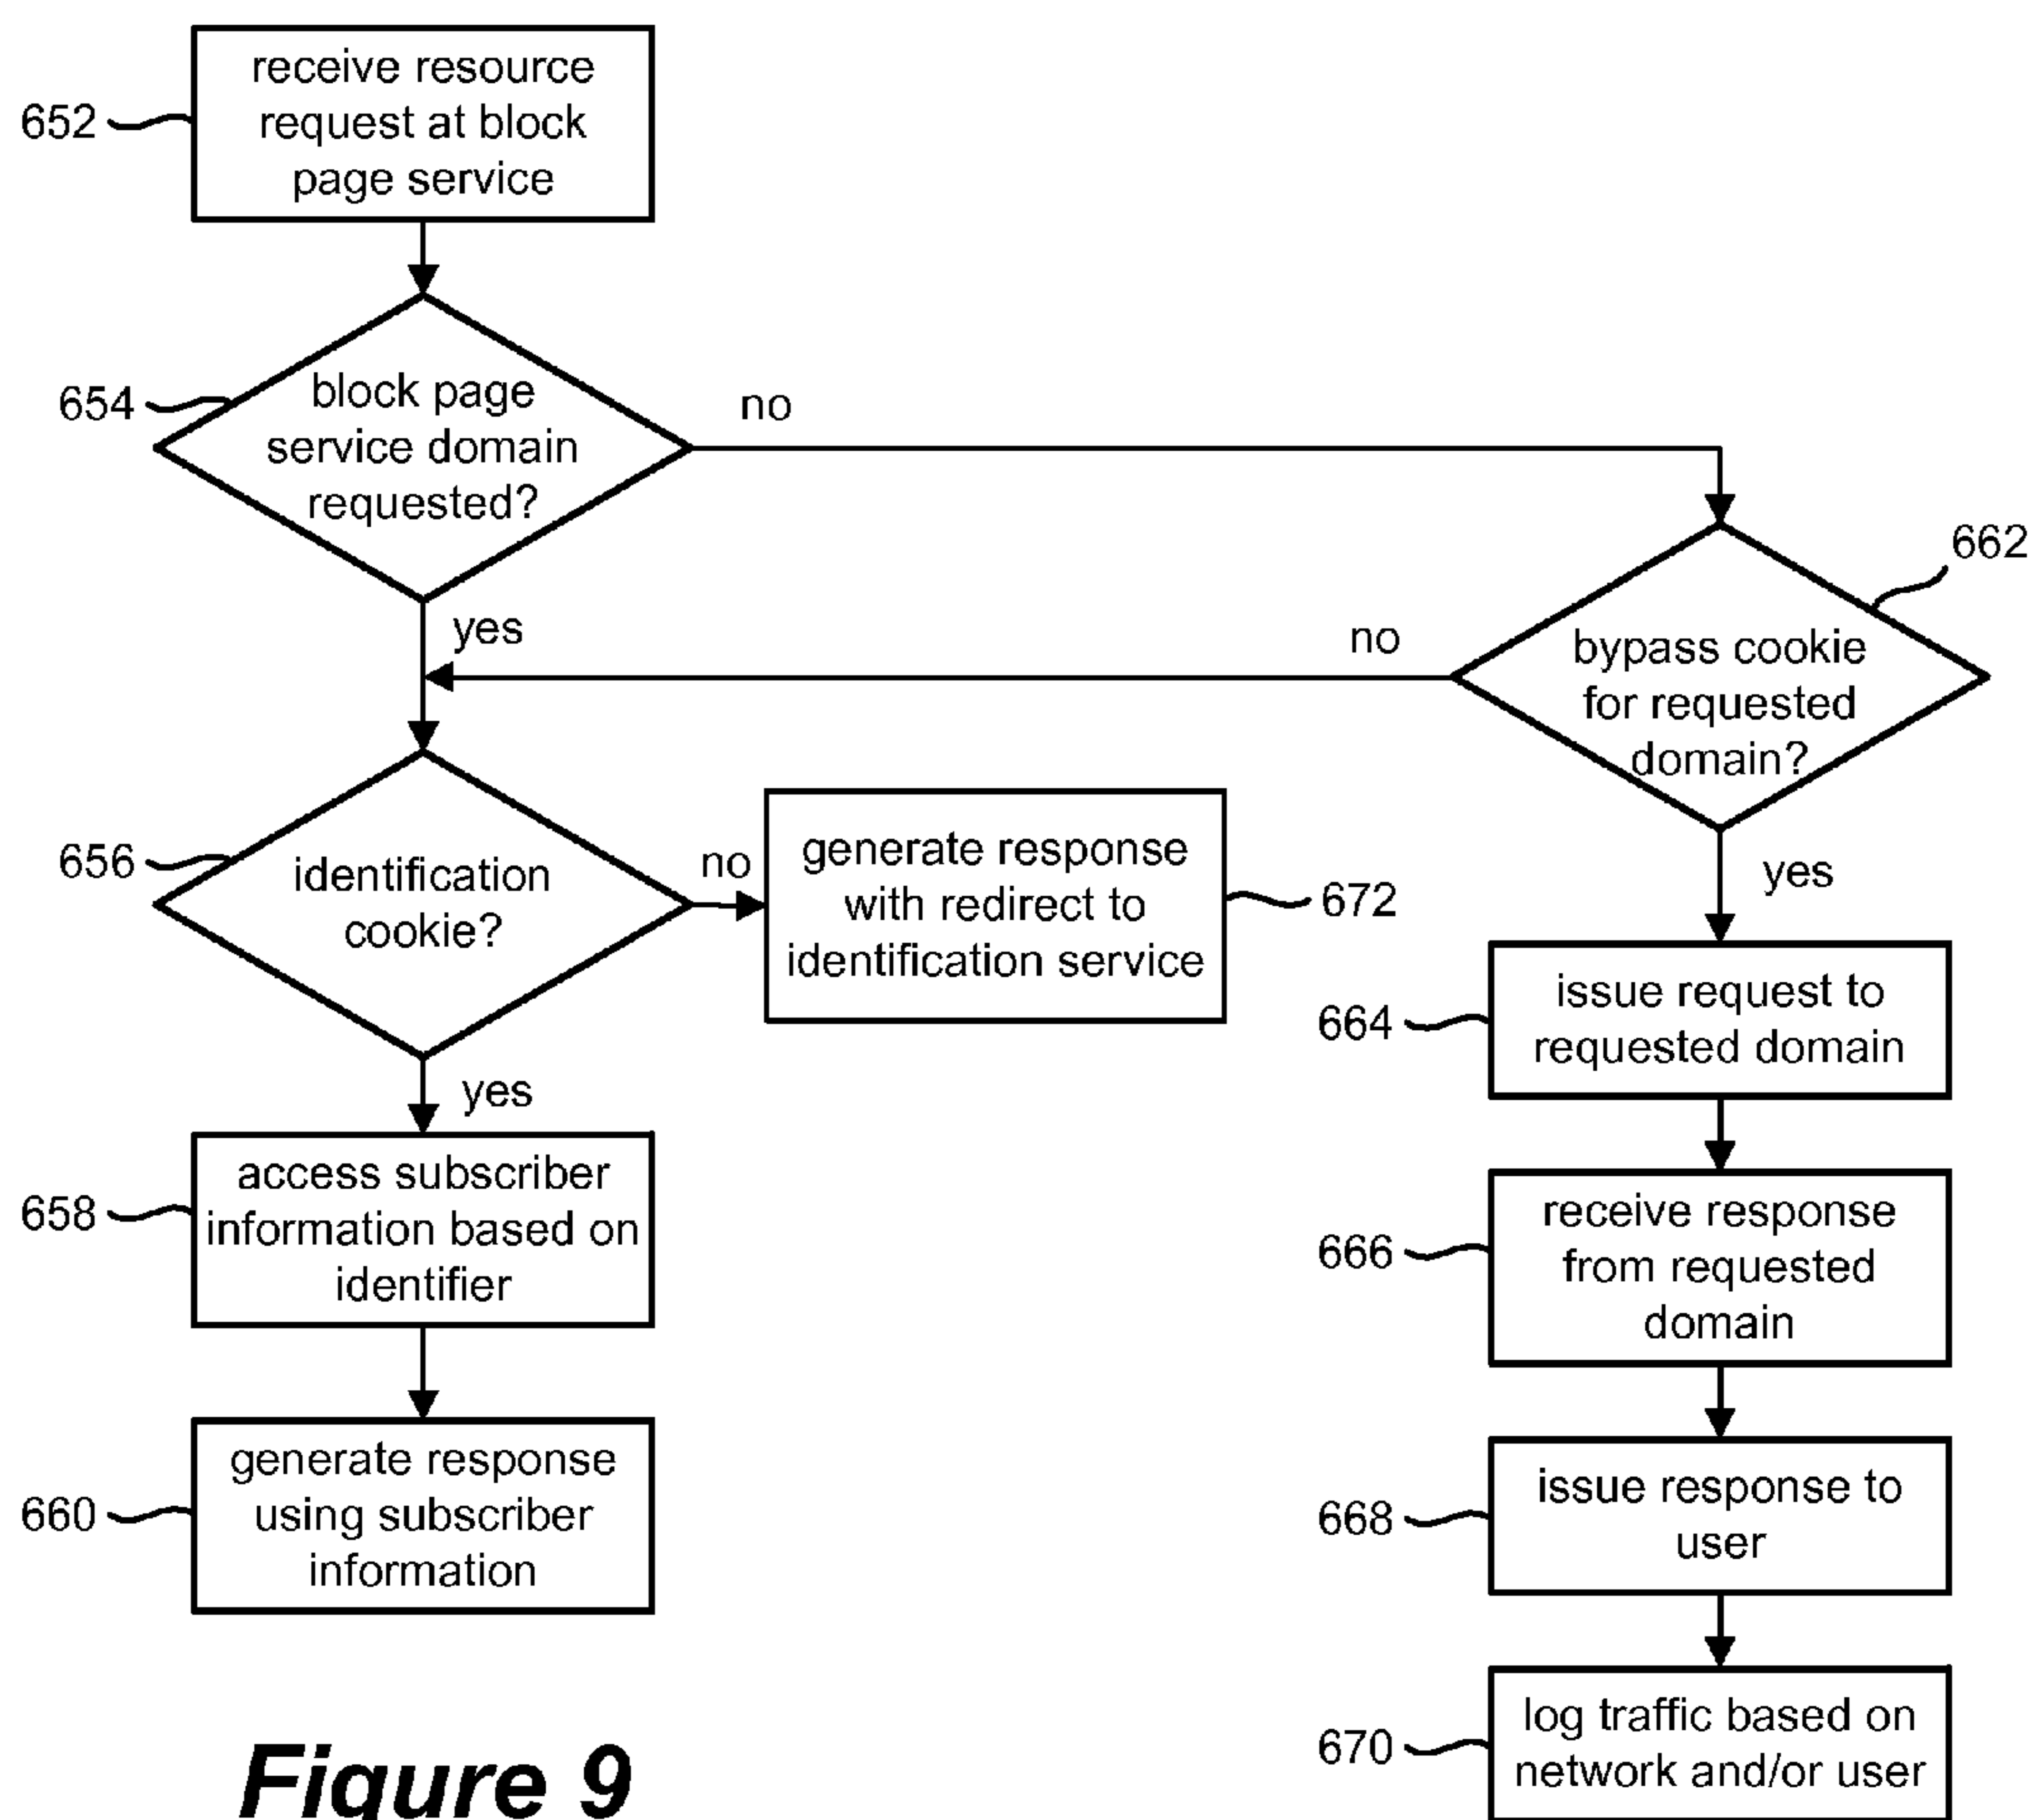 receive resource
request at block
page service
652
block page
service domain
requested?
654
no
yes
bypass cookie
for requested
domain?
662
no
yes
identification
cookie?
656
no
generate response
with redirect to
identification service
672
yes
access subscriber
information based on
identifier
658
generate response
using subscriber
information
660
issue request to
requested domain
664
receive response
from requested
domain
666
issue response to
user
668
log traffic based on
network and/or user
670
Figure 9